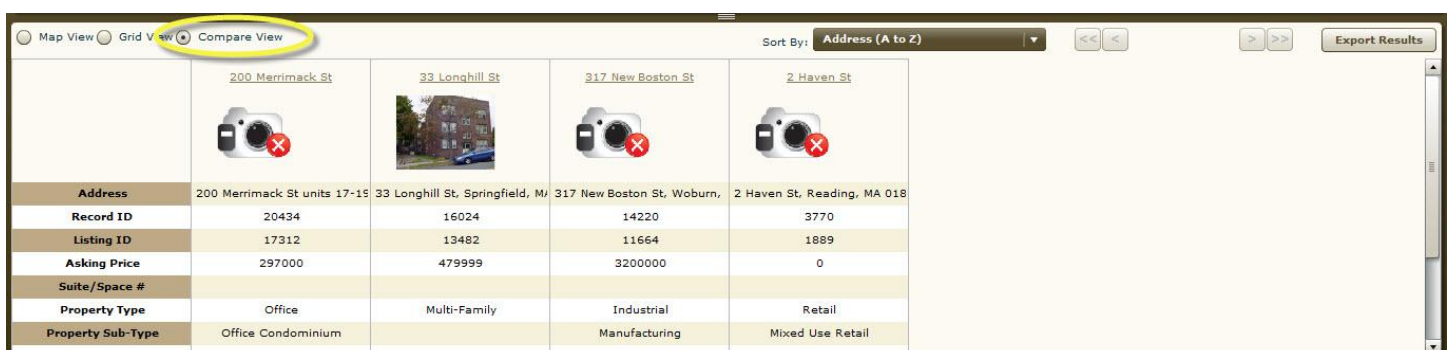 Map View Grid View Compare View Sort By: Address (A to Z) << < > >> Export Results
200 Merrimack St 33 Longhill St 317 New Boston St 2 Haven St
Address 200 Merrimack St units 17-19 33 Longhill St, Springfield, MA 317 New Boston St, Woburn, 2 Haven St, Reading, MA 018
Record ID 20434 16024 14220 3770
Listing ID 17312 13482 11664 1889
Asking Price 297000 479999 3200000 0
Suite/Space #
Property Type Office Multi-Family Industrial Retail
Property Sub-Type Office Condominium Manufacturing Mixed Use Retail